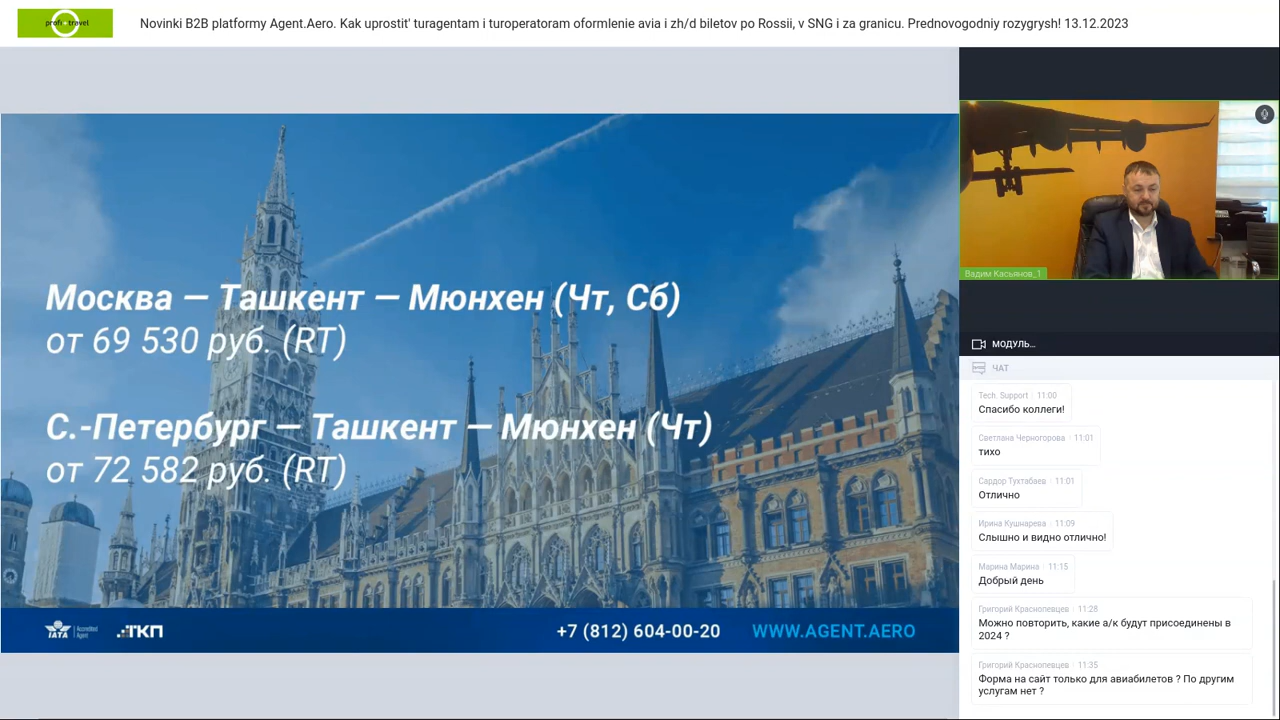 profi travel
Novinki B2B platformy Agent.Aero. Kak uprostit' turagentam i turoperatoram oformlenie avia i zh/d biletov po Rossii, v SNG i za granicu. Prednovogodniy rozygrysh! 13.12.2023
Москва — Ташкент — Мюнхен (Чт, Сб)
от 69 530 руб. (RT)
С.-Петербург — Ташкент — Мюнхен (Чт)
от 72 582 руб. (RT)
IATA Accredited Agent
ТКП
+7 (812) 604-00-20
WWW.AGENT.AERO
Вадим Касьянов_1
МОДУЛЬ...
ЧАТ
Tech. Support 11:00
Спасибо коллеги!
Светлана Черногорова 11:01
тихо
Сардор Тухтабаев 11:01
Отлично
Ирина Кушнарева 11:09
Слышно и видно отлично!
Марина Марина 11:15
Добрый день
Григорий Краснопевцев 11:28
Можно повторить, какие а/к будут присоединены в
2024 ?
Григорий Краснопевцев 11:35
Форма на сайт только для авиабилетов ? По другим
услугам нет ?